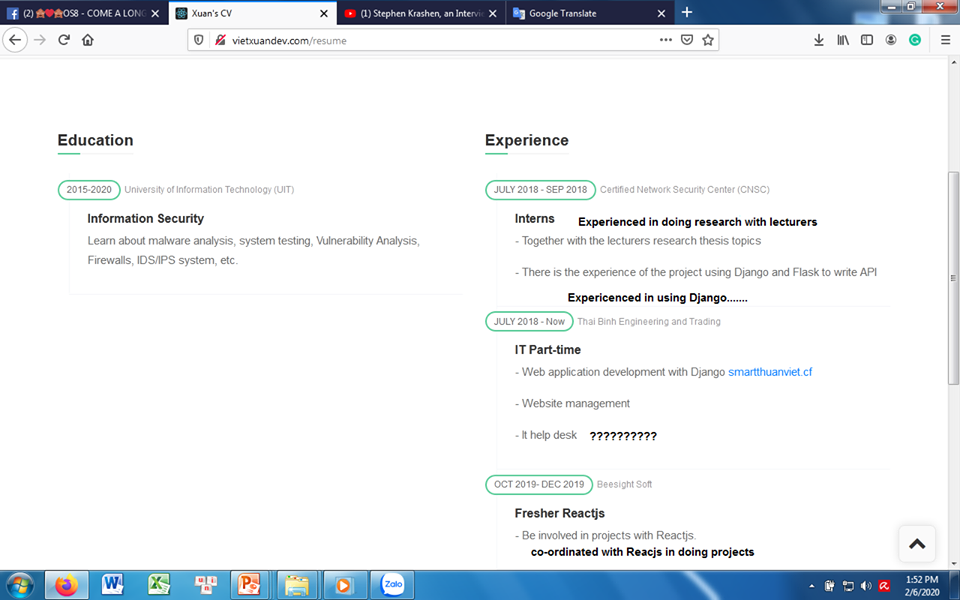 (2) OS8 - COME A LONG
Xuan's CV
(1) Stephen Krashen, an Intervie
Google Translate
vietxuandev.com/resume
Education
2015-2020 University of Information Technology (UIT)
Information Security
Learn about malware analysis, system testing, Vulnerability Analysis,
Firewalls, IDS/IPS system, etc.
Experience
JULY 2018 - SEP 2018 Certified Network Security Center (CNSC)
Interns Experienced in doing research with lecturers
- Together with the lecturers research thesis topics
- There is the experience of the project using Django and Flask to write API
Expericenced in using Django.......
JULY 2018 - Now Thai Binh Engineering and Trading
IT Part-time
- Web application development with Django smartthuanviet.cf
- Website management
- It help desk ??????????
OCT 2019- DEC 2019 Beesight Soft
Fresher Reactjs
- Be involved in projects with Reactjs.
co-ordinated with Reacjs in doing projects
Zalo
1:52 PM
2/6/2020